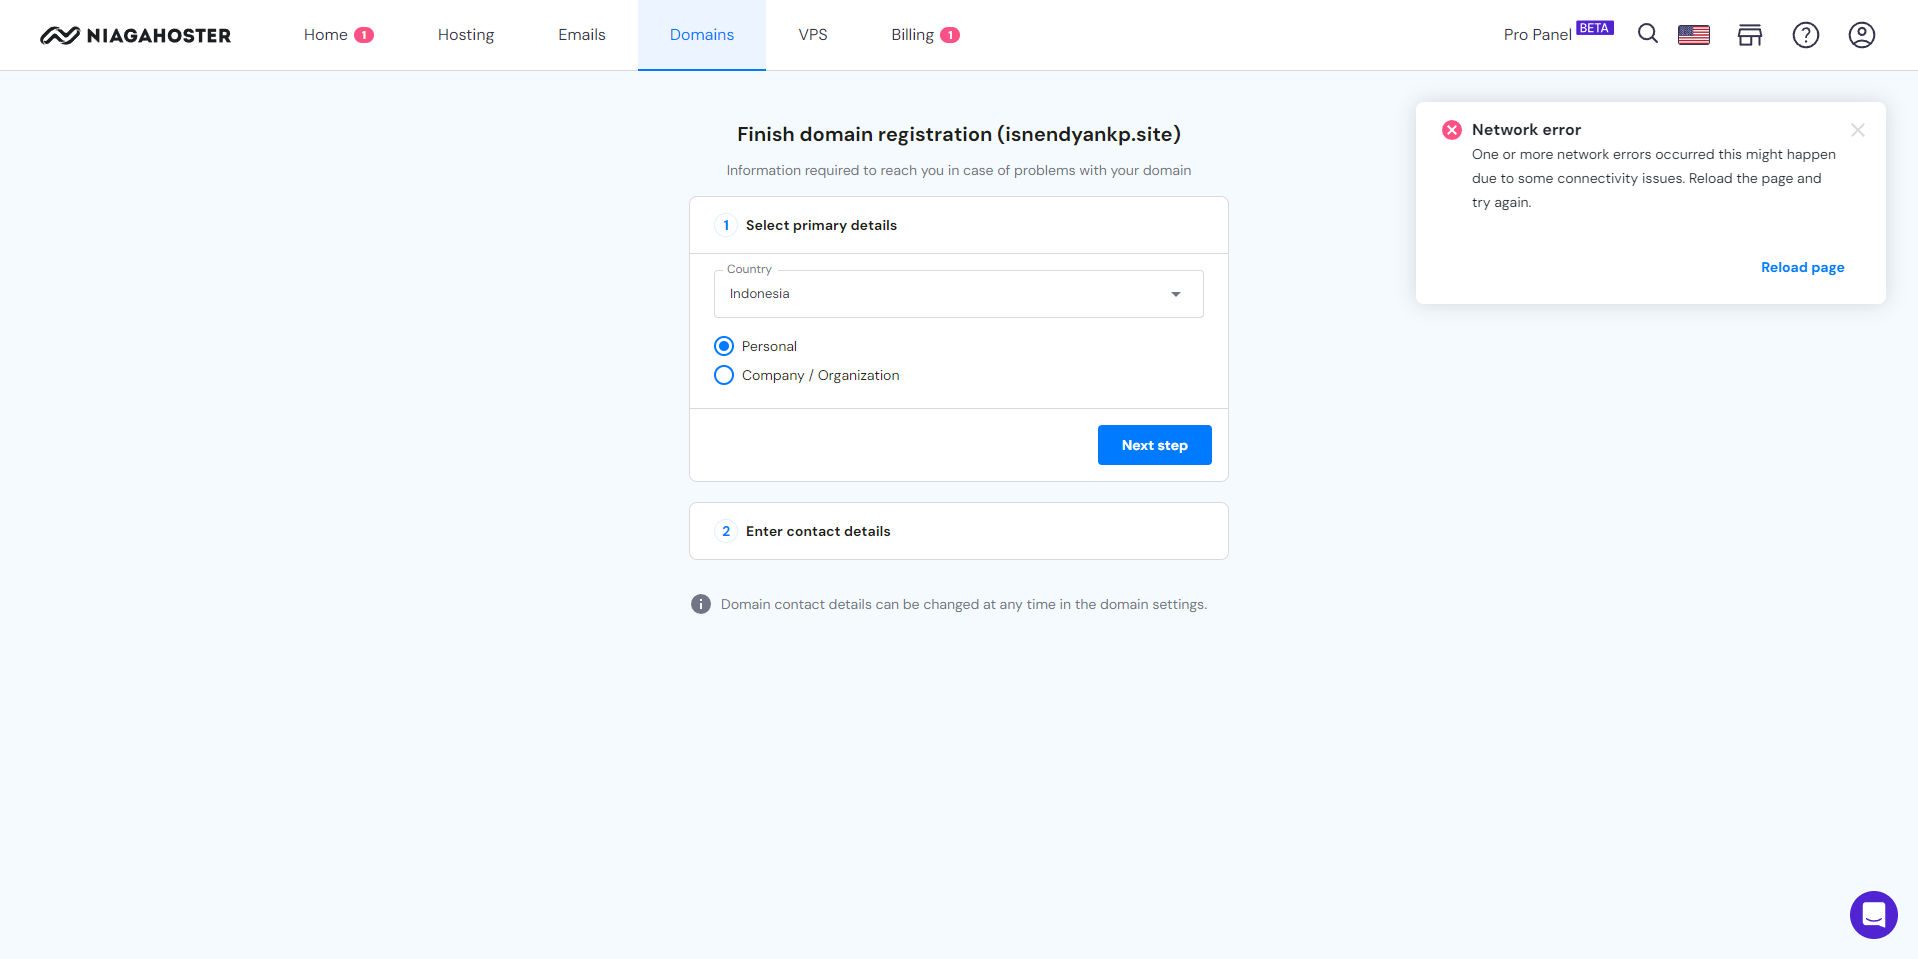 NIAGAHOSTER
Home 1
Hosting
Emails
Domains
VPS
Billing 1
Pro Panel BETA
Finish domain registration (isnendyankp.site)
Information required to reach you in case of problems with your domain
1 Select primary details
Country
Indonesia
Personal
Company / Organization
Next step
2 Enter contact details
Domain contact details can be changed at any time in the domain settings.
Network error
One or more network errors occurred this might happen
due to some connectivity issues. Reload the page and
try again.
Reload page